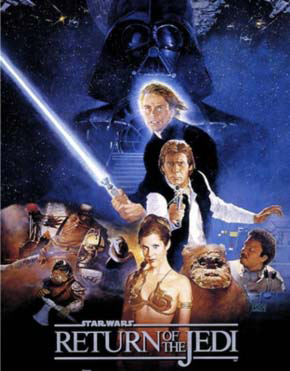 STAR WARS
RETURN OF THE JEDI